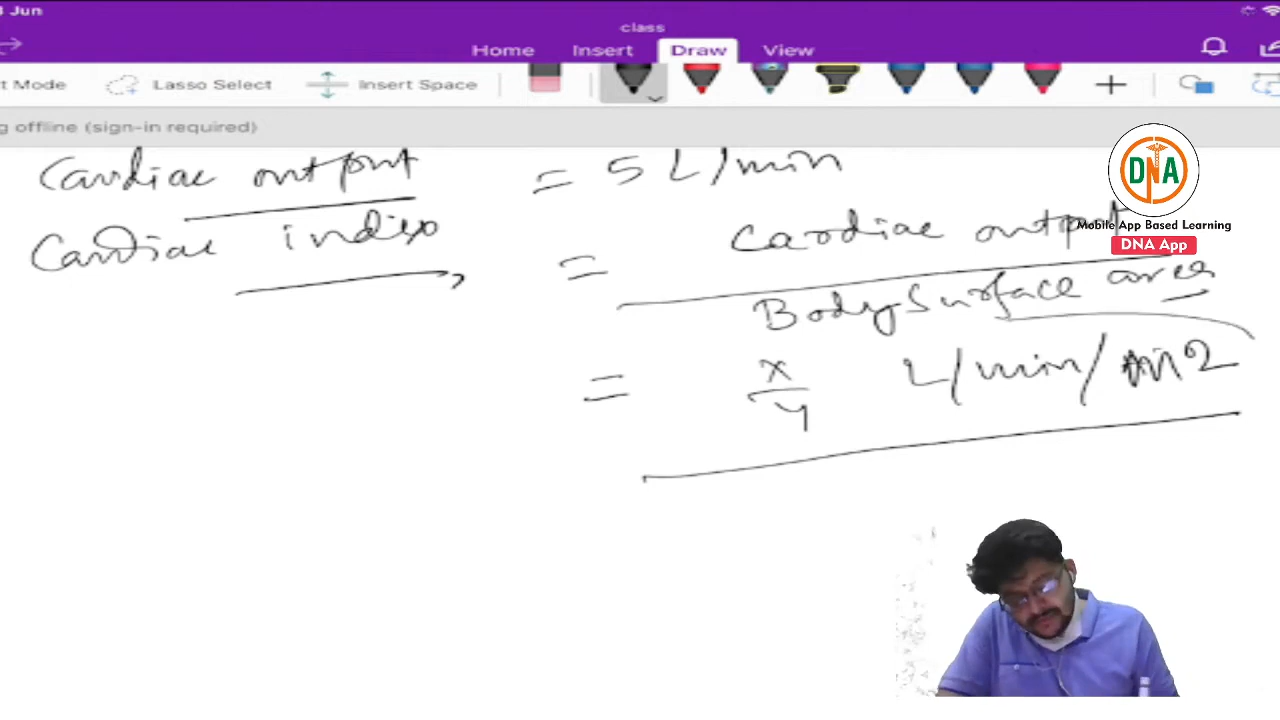 Jun
class
Home Insert Draw View
Mode Lasso Select Insert Space
offline (sign-in required)
DNA
Mobile App Based Learning
DNA App
Cardiac output = 5 L/min
Cardiac index = Cardiac output
Body Surface area
= x
y L/min/m2